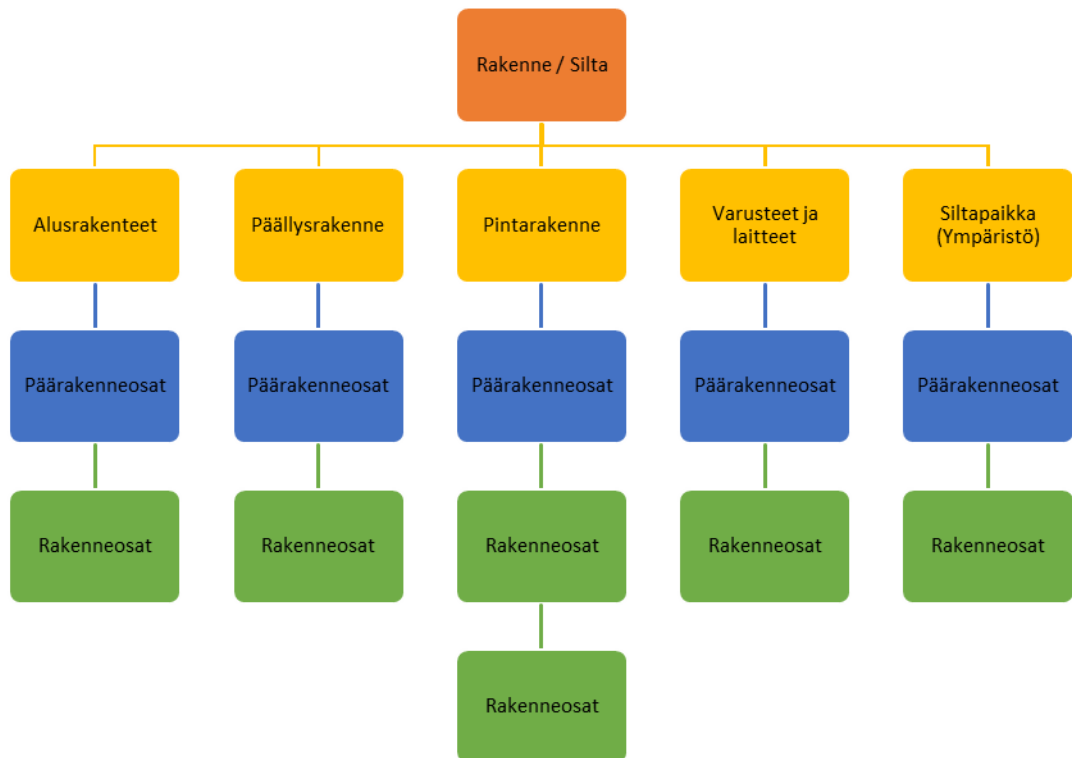 Rakenne / Silta
Alusrakenteet
Päällysrakenne
Pintarakenne
Varusteet ja
laitteet
Siltapaikka
(Ympäristö)
Päärakenneosat
Päärakenneosat
Päärakenneosat
Päärakenneosat
Päärakenneosat
Rakenneosat
Rakenneosat
Rakenneosat
Rakenneosat
Rakenneosat
Rakenneosat